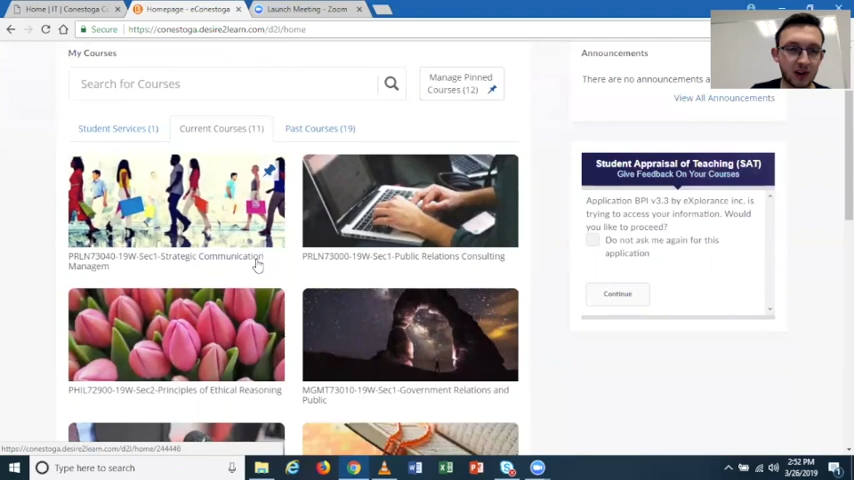 Home | IT | Conestoga C
Homepage - eConestoga
Launch Meeting - Zoom
Secure
https://conestoga.desire2learn.com/d2l/home
My Courses
Search for Courses
Manage Pinned
Courses (12)
Student Services (1)
Current Courses (11)
Past Courses (19)
PRLN73040-19W-Sec1-Strategic Communication
Managem
PRLN73000-19W-Sec1-Public Relations Consulting
PHIL72900-19W-Sec2-Principles of Ethical Reasoning
MGMT73010-19W-Sec1-Government Relations and
Public
Announcements
There are no announcements a
View All Announcements
Student Appraisal of Teaching (SAT)
Give Feedback On Your Courses
Application BPI v3.3 by eXplorance inc. is
trying to access your information. Would
you like to proceed?
Do not ask me again for this
application
Continue
https://conestoga.desire2learn.com/d2l/home/244446
Type here to search
2:52 PM
3/26/2019